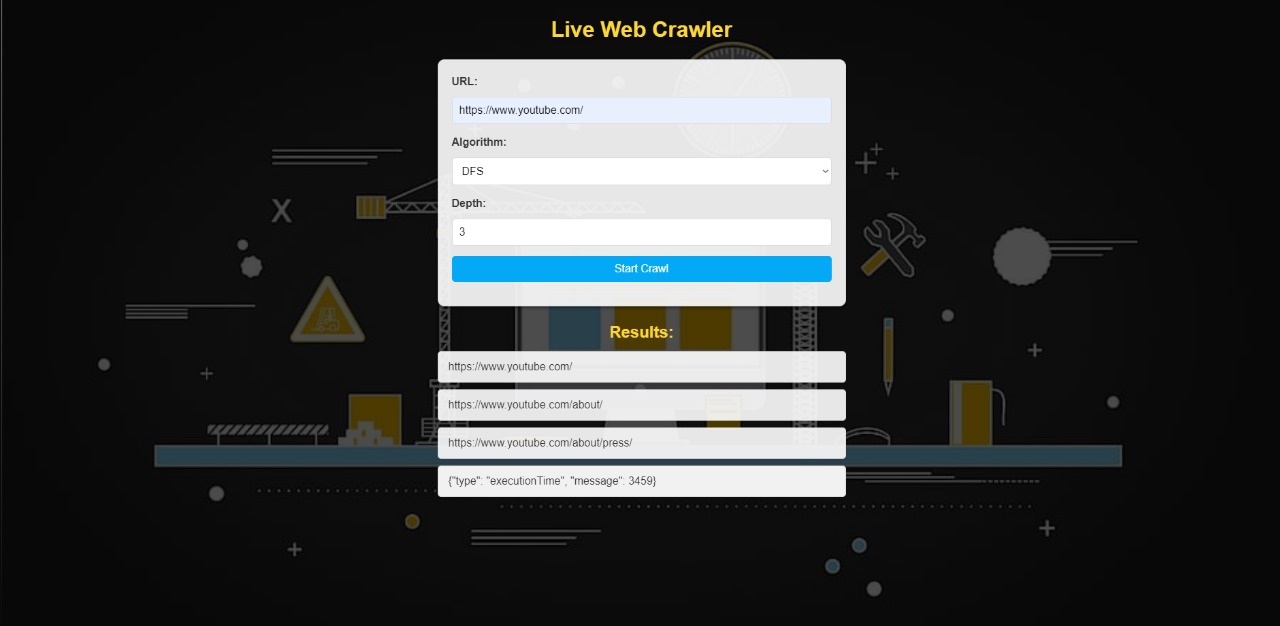 Live Web Crawler
URL:
https://www.youtube.com/
Algorithm:
DFS
Depth:
3
Start Crawl
Results:
https://www.youtube.com/
https://www.youtube.com/about/
https://www.youtube.com/about/press/
{"type": "executionTime", "message": 3459}